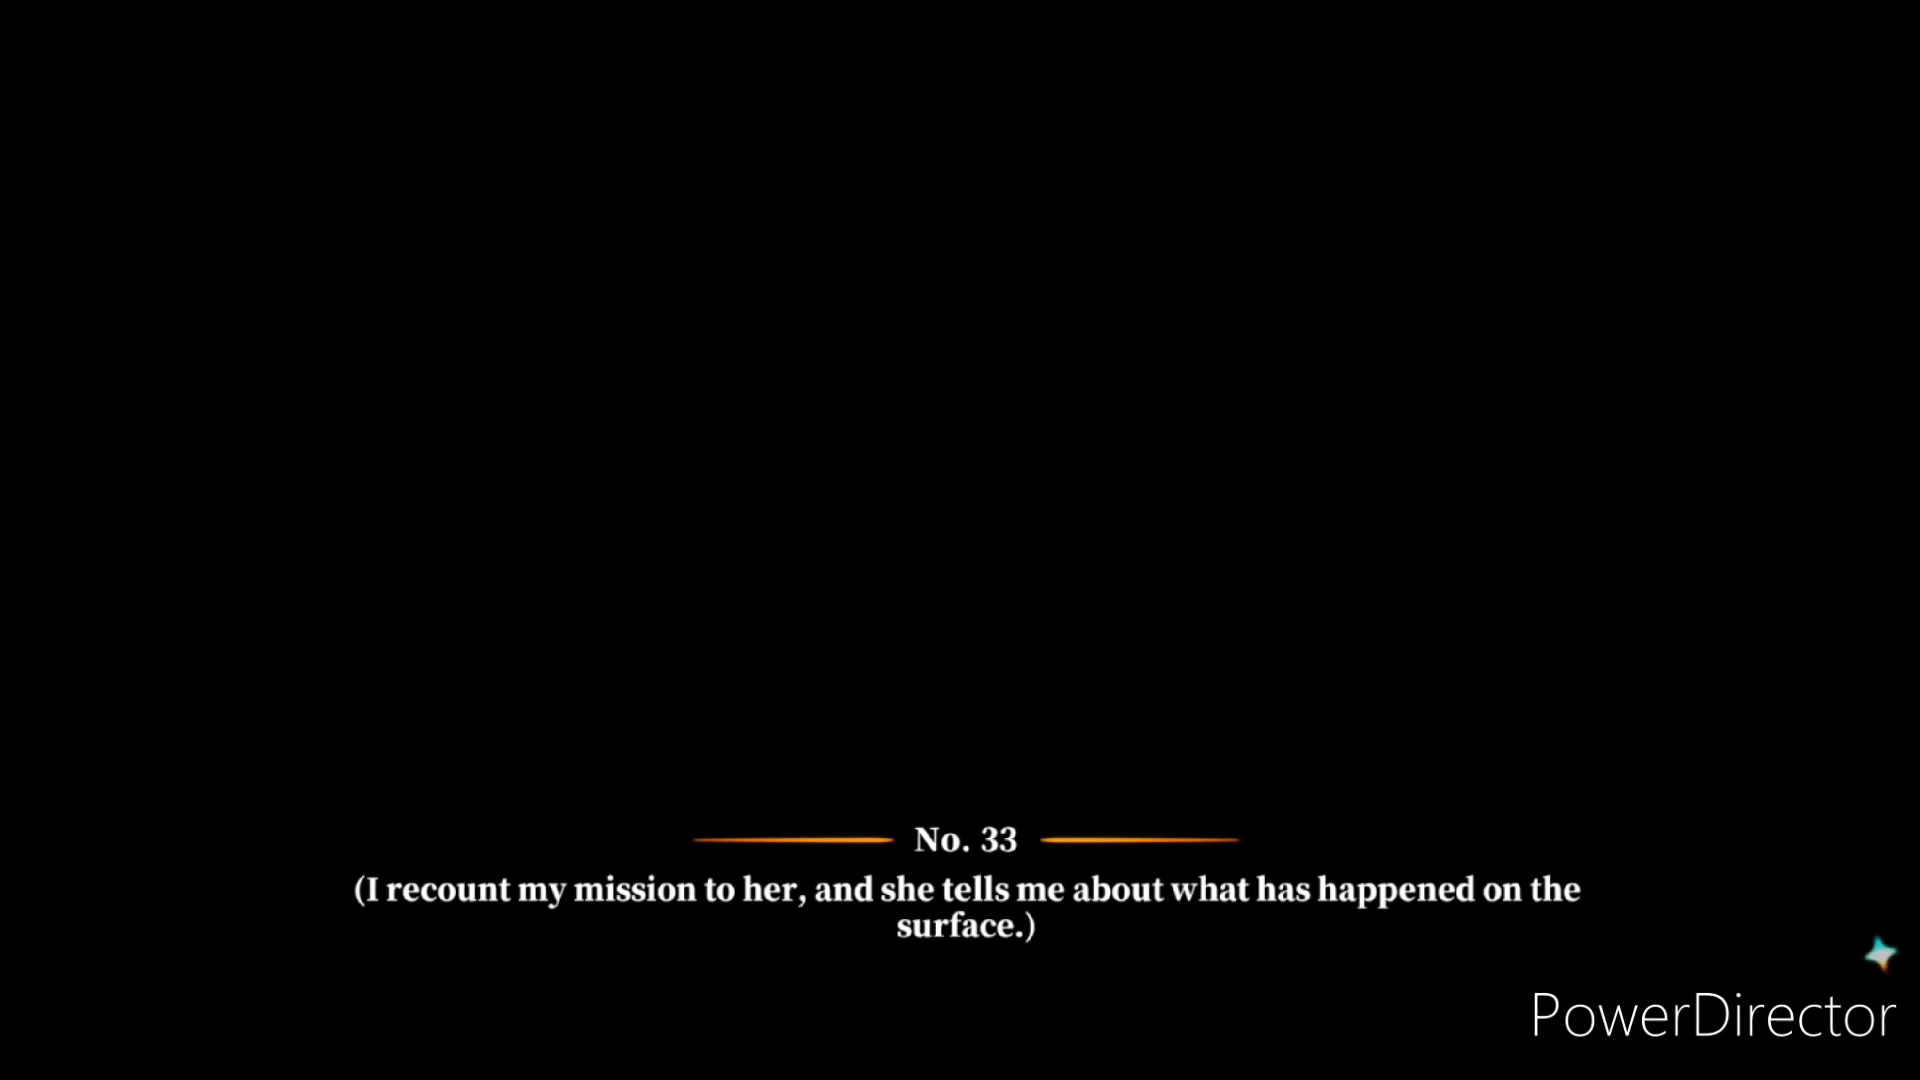 No. 33
(I recount my mission to her, and she tells me about what has happened on the
surface.)
PowerDirector